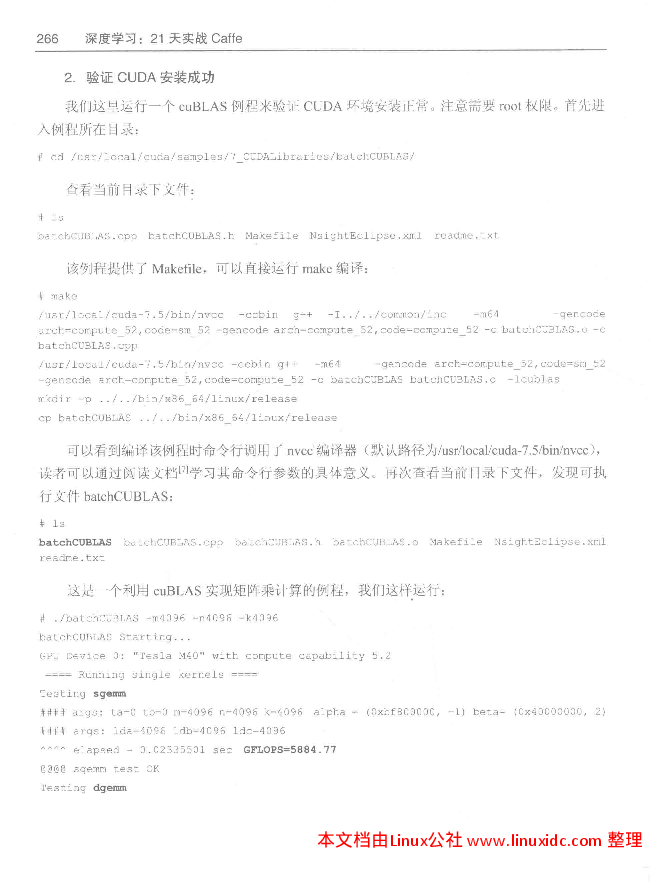 266 深度学习：21 天实战 Caffe
2. 验证 CUDA 安装成功
我们这里运行一个 cuBLAS 例程来验证 CUDA 环境安装正常。注意需要 root 权限。首先进
入例程所在目录：
# cd /usr/local/cuda/samples/7_CUDALibraries/batchCUBLAS/
查看当前目录下文件：
# ls
batchCUBLAS.cpp batchCUBLAS.h Makefile NsightEclipse.xml readme.txt
该例程提供了 Makefile，可以直接运行 make 编译：
# make
/usr/local/cuda-7.5/bin/nvcc -ccbin g++ -I../../common/inc -m64 -gencode
arch=compute_52,code=sm_52 -gencode arch=compute_52,code=compute_52 -o batchCUBLAS.o -c
batchCUBLAS.cpp
/usr/local/cuda-7.5/bin/nvcc -ccbin g++ -m64 -gencode arch=compute_52,code=sm_52
-gencode arch=compute_52,code=compute_52 -o batchCUBLAS batchCUBLAS.o -lcublas
mkdir -p ../../bin/x86_64/linux/release
cp batchCUBLAS ../../bin/x86_64/linux/release
可以看到编译该例程时命令行调用了 nvcc 编译器（默认路径为/usr/local/cuda-7.5/bin/nvcc），
读者可以通过阅读文档[7]学习其命令行参数的具体意义。再次查看当前目录下文件，发现可执
行文件 batchCUBLAS：
# ls
batchCUBLAS batchCUBLAS.cpp batchCUBLAS.h batchCUBLAS.o Makefile NsightEclipse.xml
readme.txt
这是一个利用 cuBLAS 实现矩阵乘计算的例程，我们这样运行：
# ./batchCUBLAS -m4096 -n4096 -k4096
batchCUBLAS Starting...
GPU Device 0: "Tesla M40" with compute capability 5.2
==== Running single kernels ====
Testing sgemm
#### args: ta=0 tb=0 m=4096 n=4096 k=4096 alpha = (0xbf800000, -1) beta= (0x40000000, 2)
#### args: lda=4096 ldb=4096 ldc=4096
^^^^ elapsed = 0.02335501 sec GFLOPS=5884.77
@@@@ sgemm test OK
Testing dgemm
本文档由Linux公社 www.linuxidc.com 整理